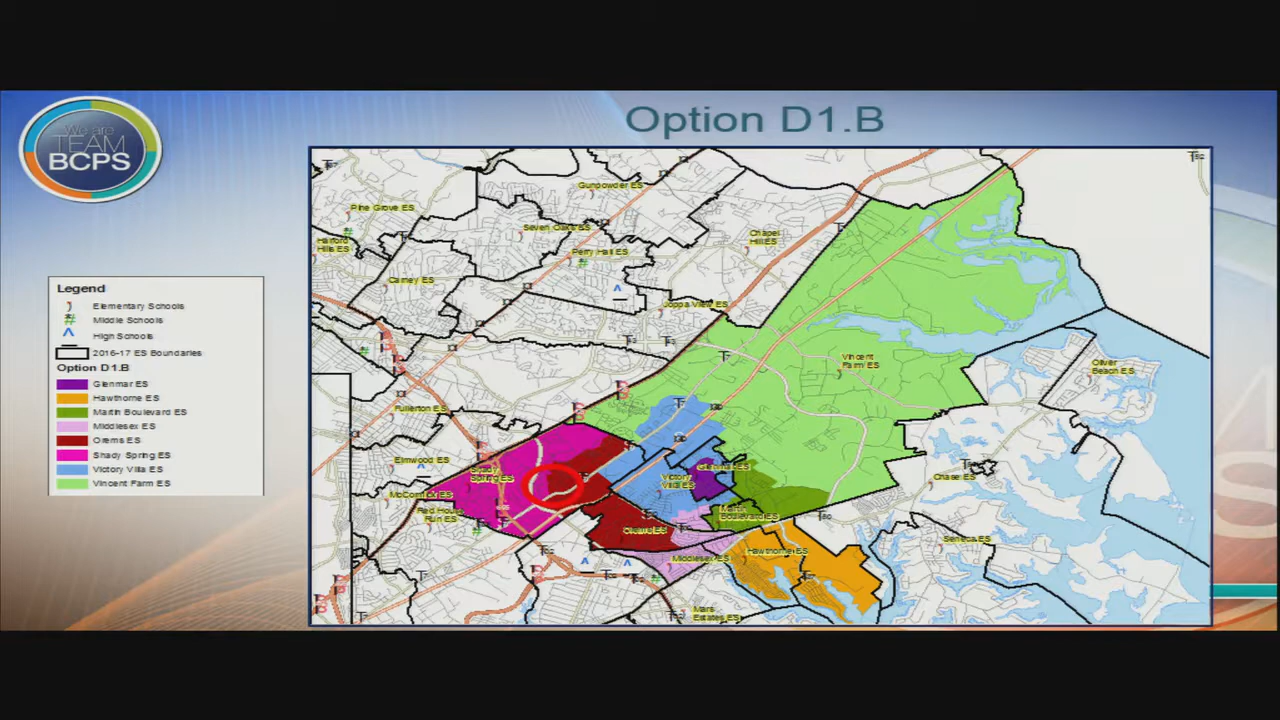 Option D1.B
We are
TEAM
BCPS
Legend
Elementary Schools
Middle Schools
High Schools
2016-17 ES Boundaries
Option D1.B
Glenmar ES
Hawthorne ES
Martin Boulevard ES
Middlesex ES
Orems ES
Shady Spring ES
Victory Villa ES
Vincent Farm ES
Gunpowder ES
Pine Grove ES
Seven Oaks ES
Harford
Hills ES
Chapel
Hill ES
Perry Hall ES
Carney ES
Joppa View ES
Vincent
Farm ES
Oliver
Beach ES
Fullerton ES
Elmwood ES
Shady
Spring ES
Glenmar ES
Victory
Villa ES
Chase ES
McCormick ES
Red House
Run ES
Martin
Boulevard ES
Orems ES
Seneca ES
Hawthorne ES
Middlesex ES
Mars
Estates ES